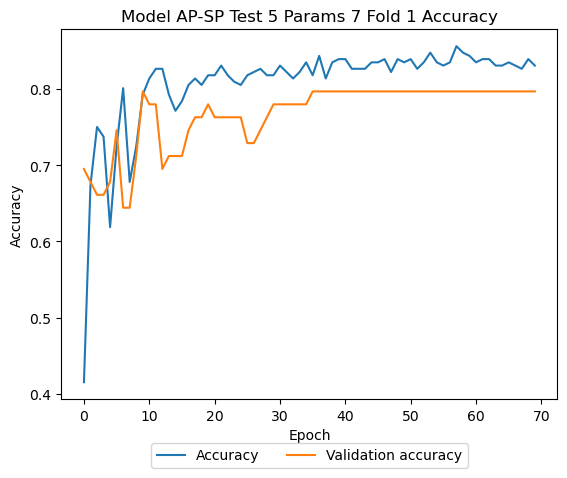 Model AP-SP Test 5 Params 7 Fold 1 Accuracy
0.8
0.7
0.6
0.5
0.4
Accuracy
0 10 20 30 40 50 60 70
Epoch
Accuracy Validation accuracy